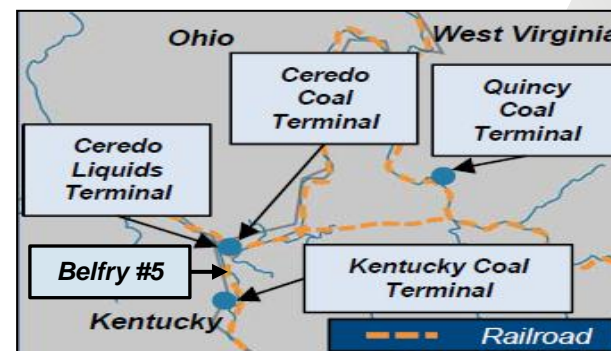 Ohio
West Virginia
Ceredo
Coal
Terminal
Quincy
Coal
Terminal
Ceredo
Liquids
Terminal
Belfry #5
Kentucky Coal
Terminal
Kentucky
Railroad